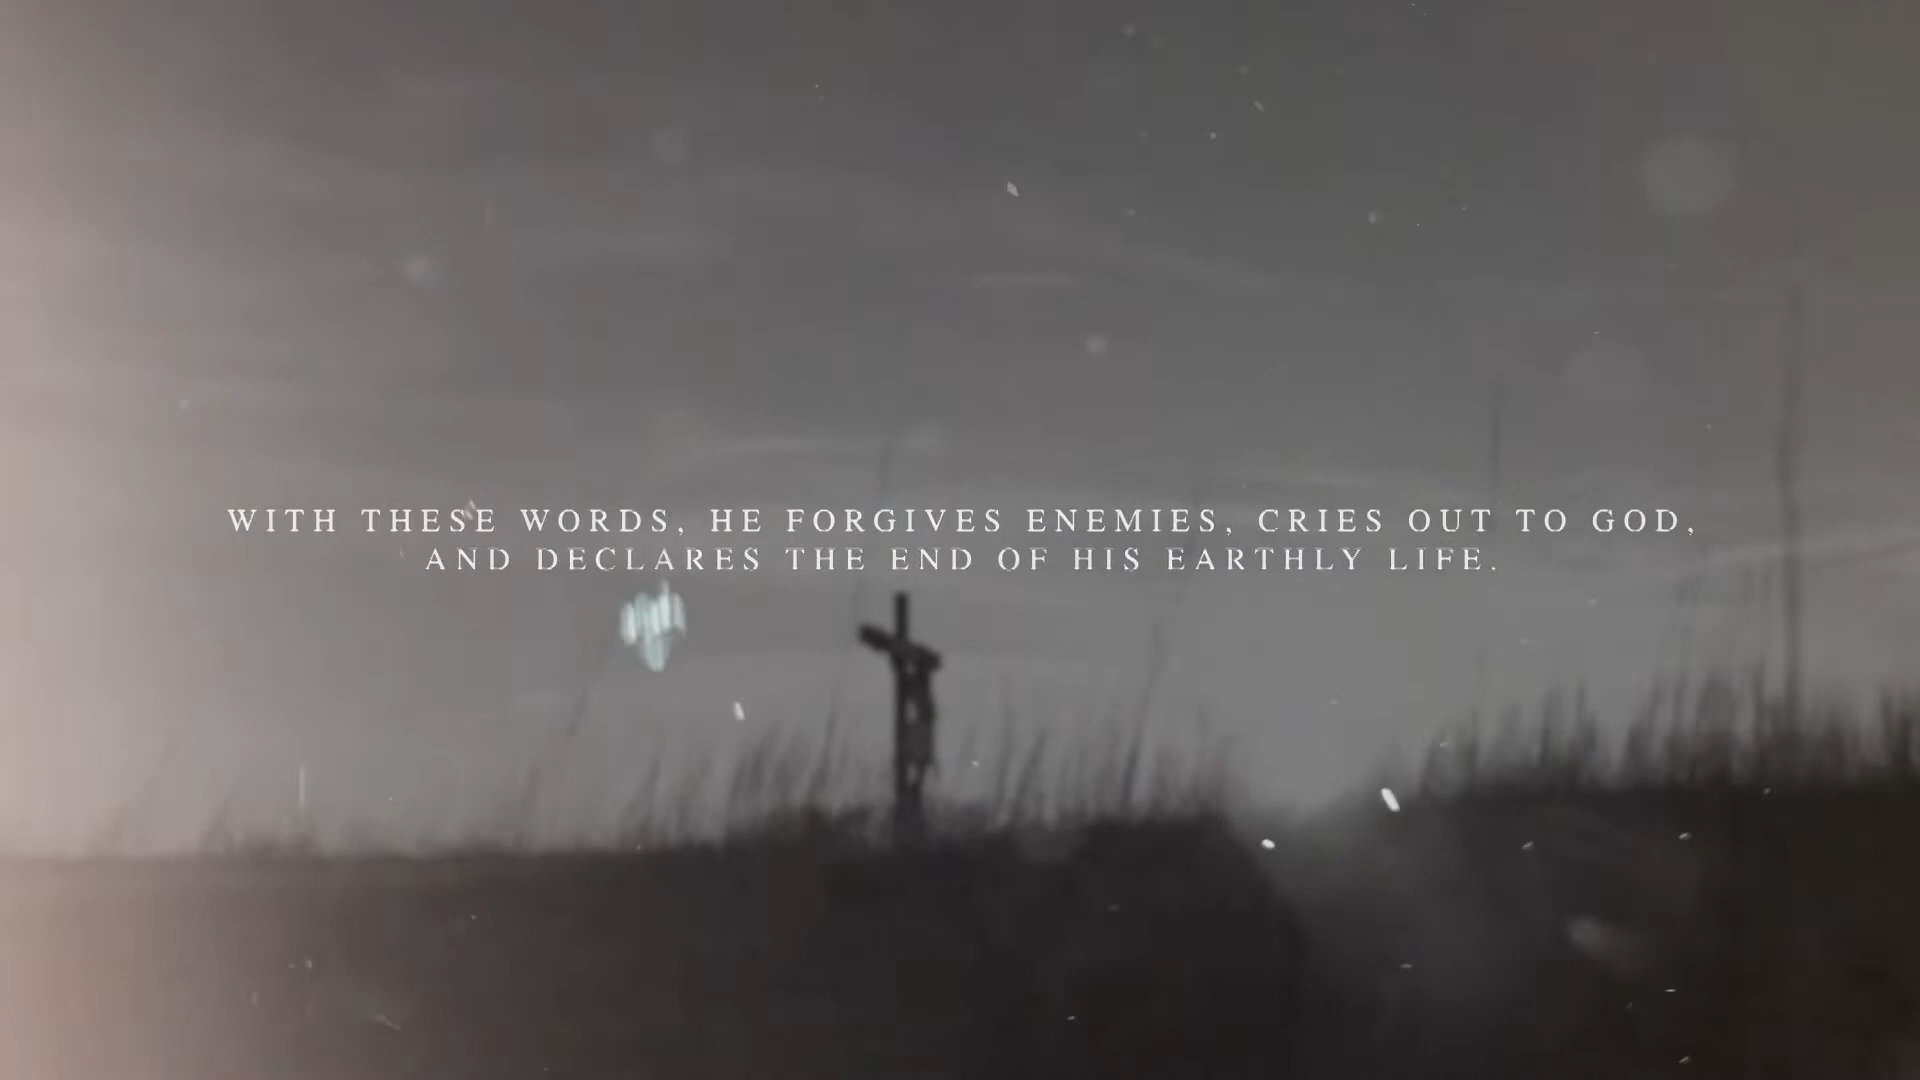 WITH THESE WORDS, HE FORGIVES ENEMIES, CRIES OUT TO GOD,
AND DECLARES THE END OF HIS EARTHLY LIFE.